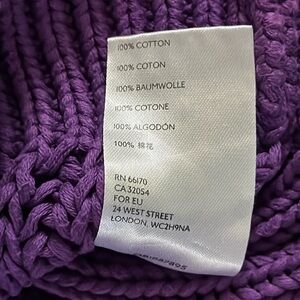 100% COTTON
100% COTON
100% BAUMWOLLE
100% COTONE
100% ALGODÓN
100% 棉花
RN 66170
CA 32054
FOR EU
24 WEST STREET
LONDON, WC2H9NA